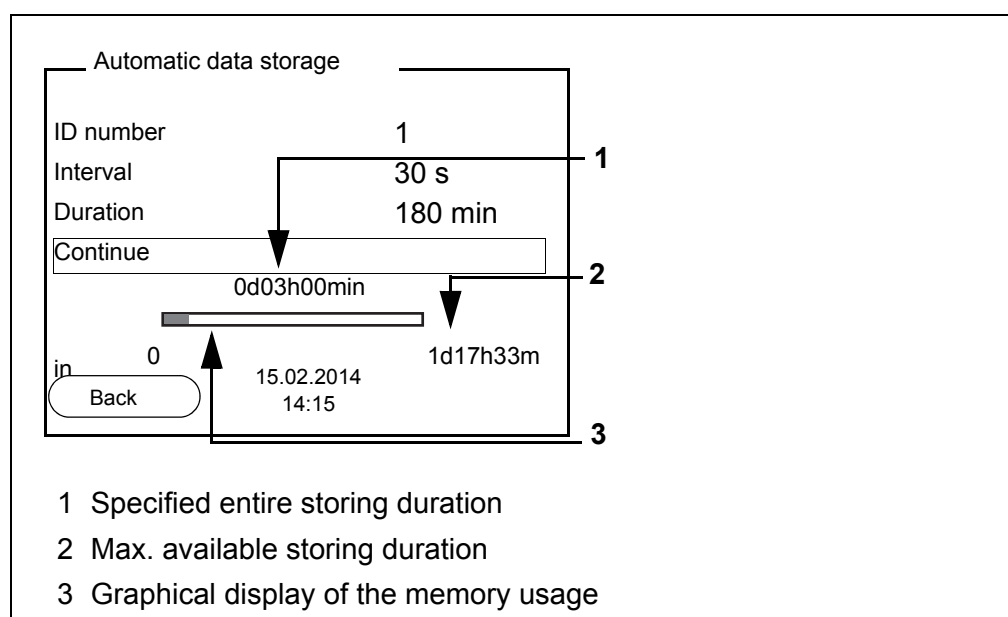 Automatic data storage
ID number 1
Interval 30 s
Duration 180 min
Continue
0d03h00min
0 1d17h33m
in
15.02.2014
Back 14:15
1
2
3
1 Specified entire storing duration
2 Max. available storing duration
3 Graphical display of the memory usage